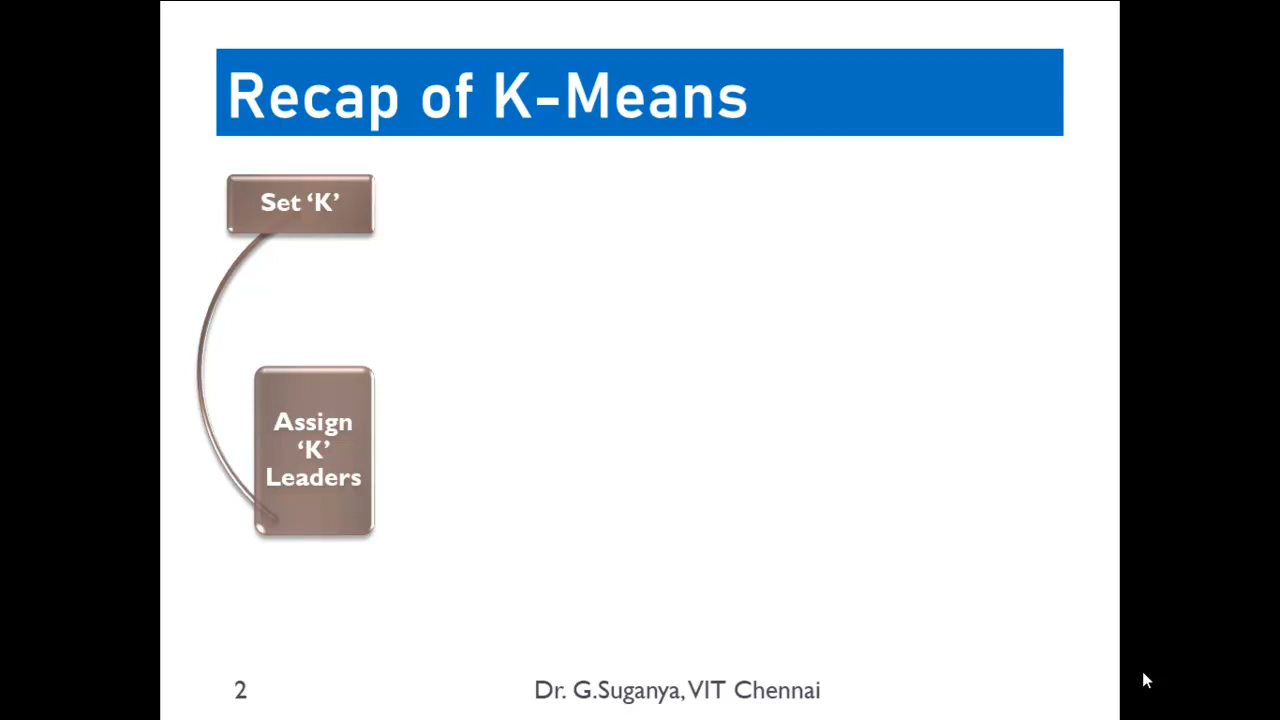 Recap of K-Means
Set ‘K’
Assign
‘K’
Leaders
2
Dr. G.Suganya, VIT Chennai